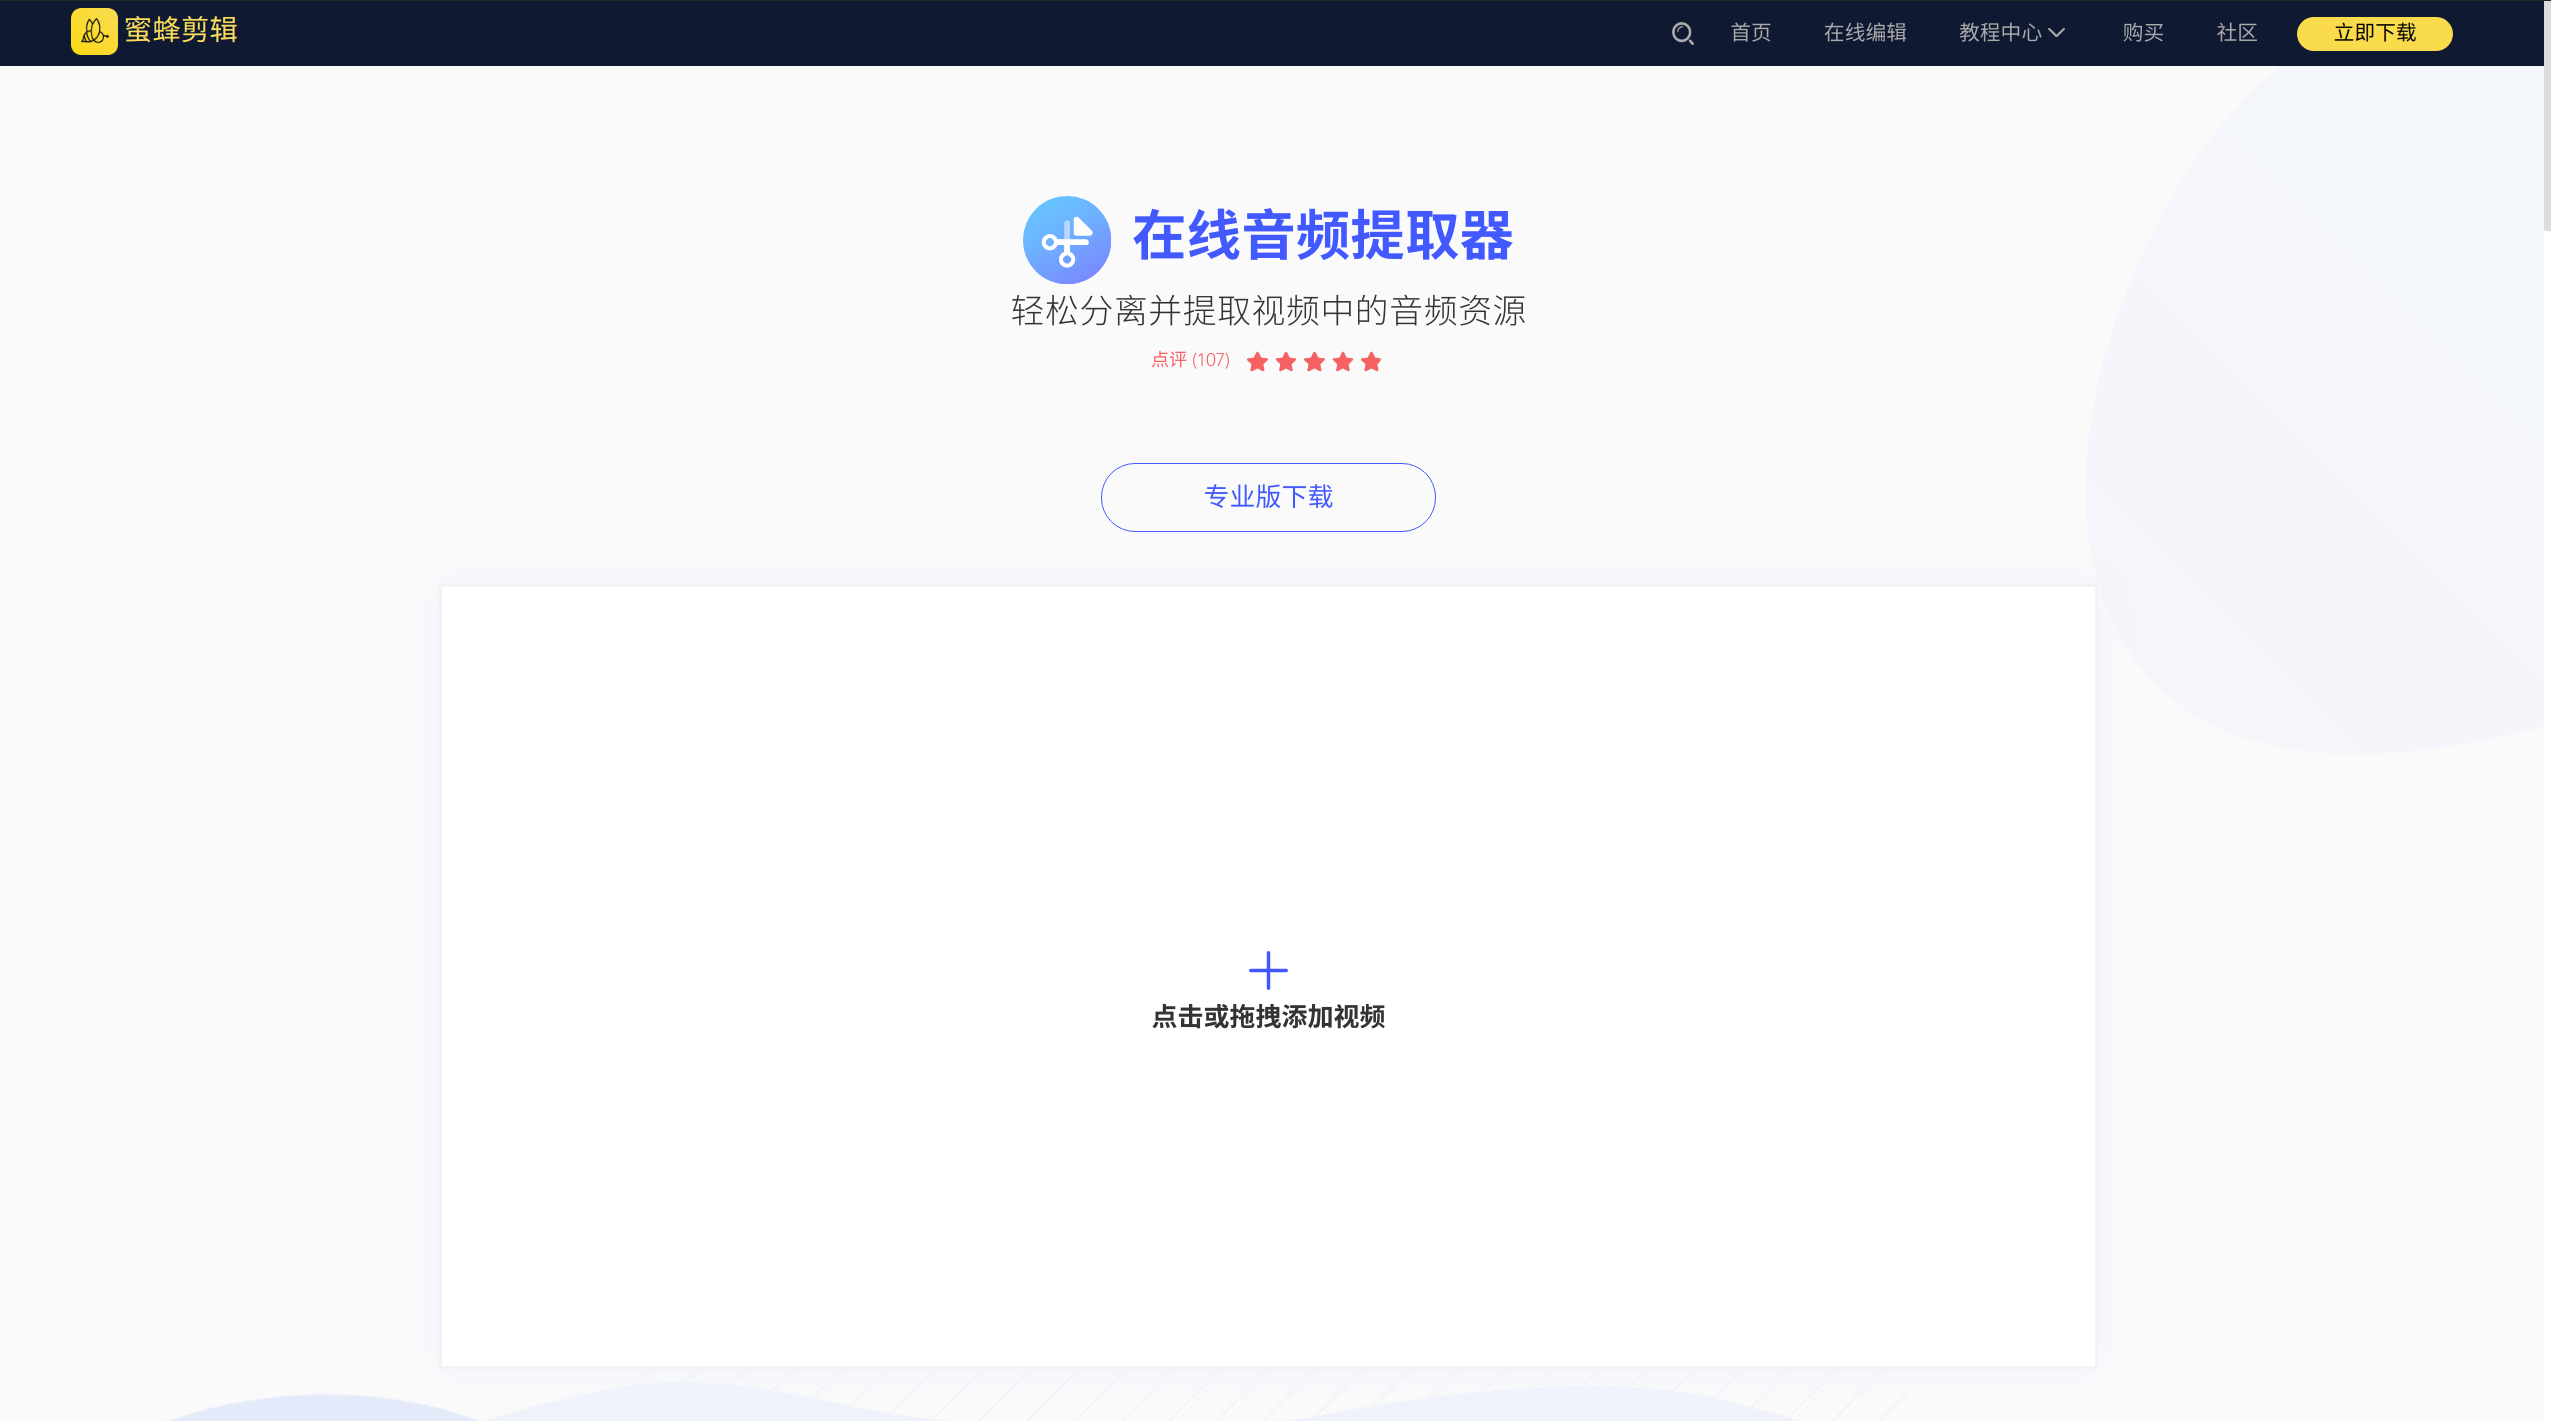 蜜蜂剪辑
首页 在线编辑 教程中心 购买 社区 立即下载
在线音频提取器
轻松分离并提取视频中的音频资源
点评 (107)
专业版下载
点击或拖拽添加视频